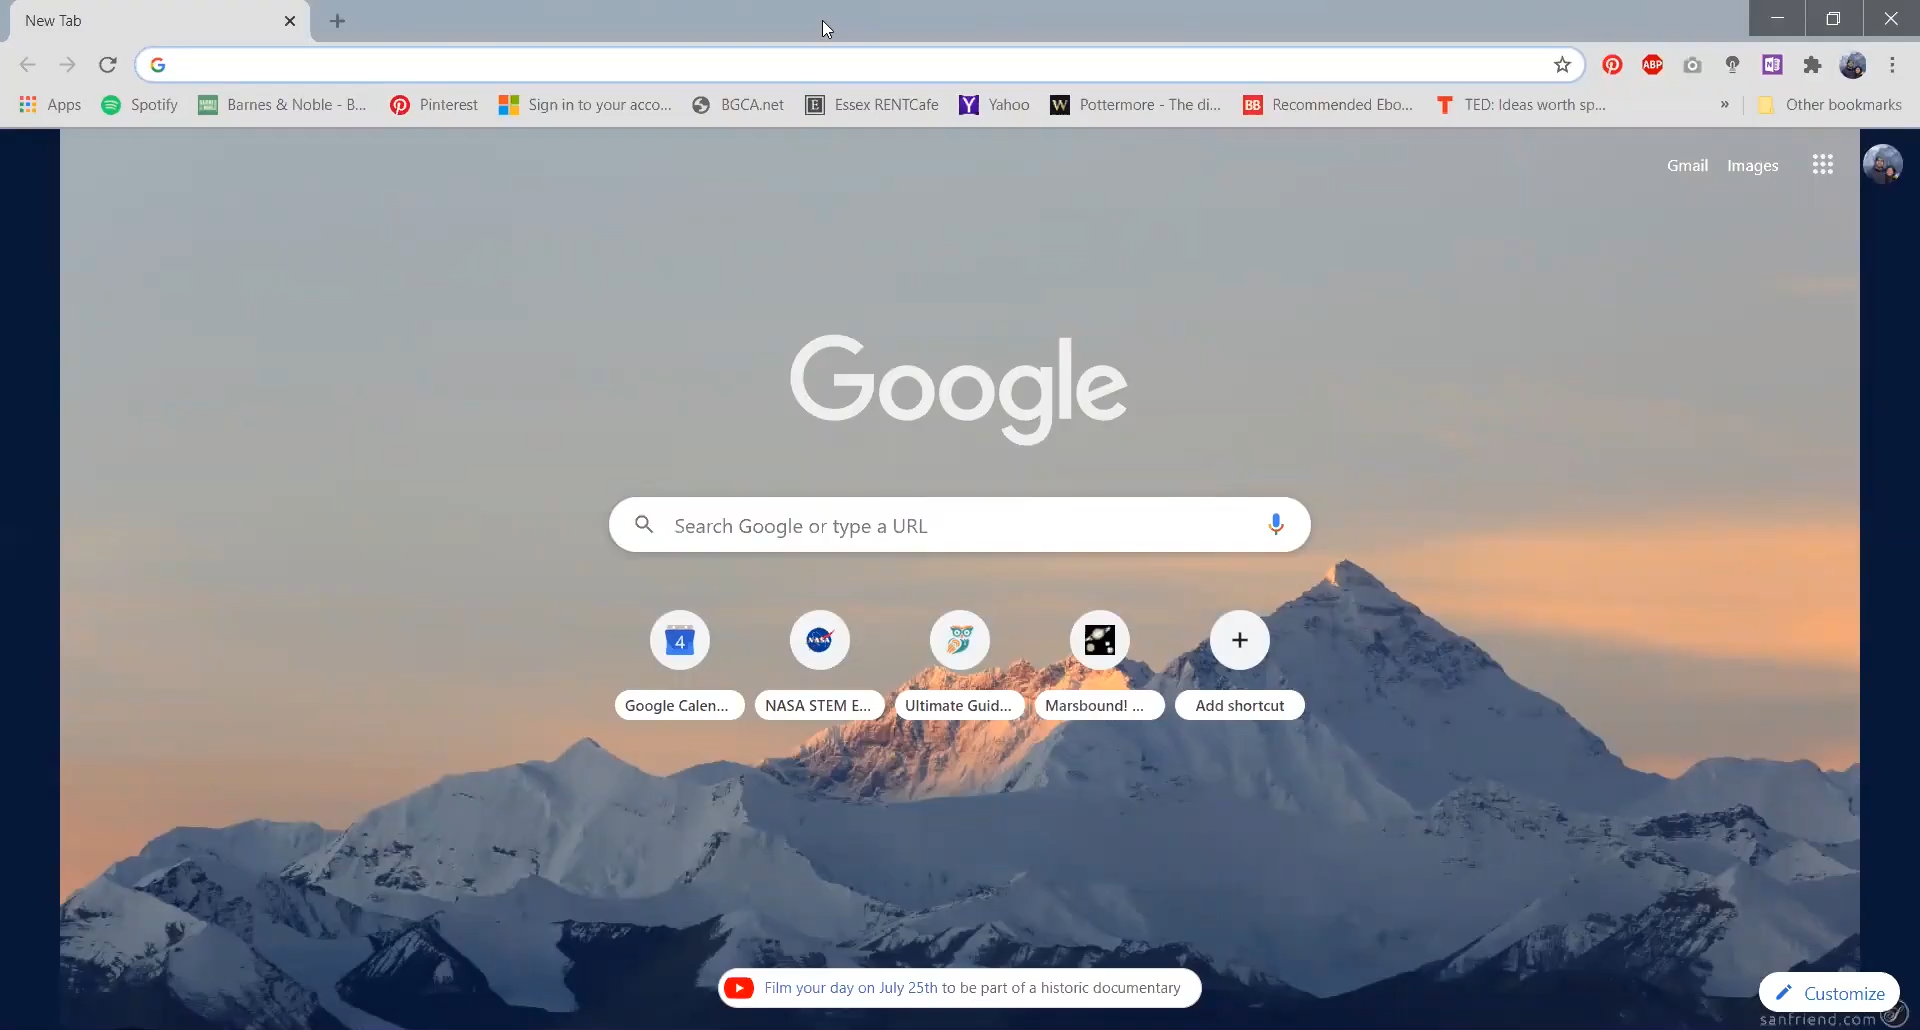 New Tab
Apps Spotify Barnes & Noble - B... Pinterest Sign in to your acco... BGCA.net Essex RENTCafe Yahoo Pottermore - The di... Recommended Ebo... TED: Ideas worth sp... » Other bookmarks
ABP
Gmail Images
Google
Search Google or type a URL
4 NASA
Google Calen... NASA STEM E... Ultimate Guid... Marsbound! ... Add shortcut
Film your day on July 25th to be part of a historic documentary
Customize
sanfriend.com